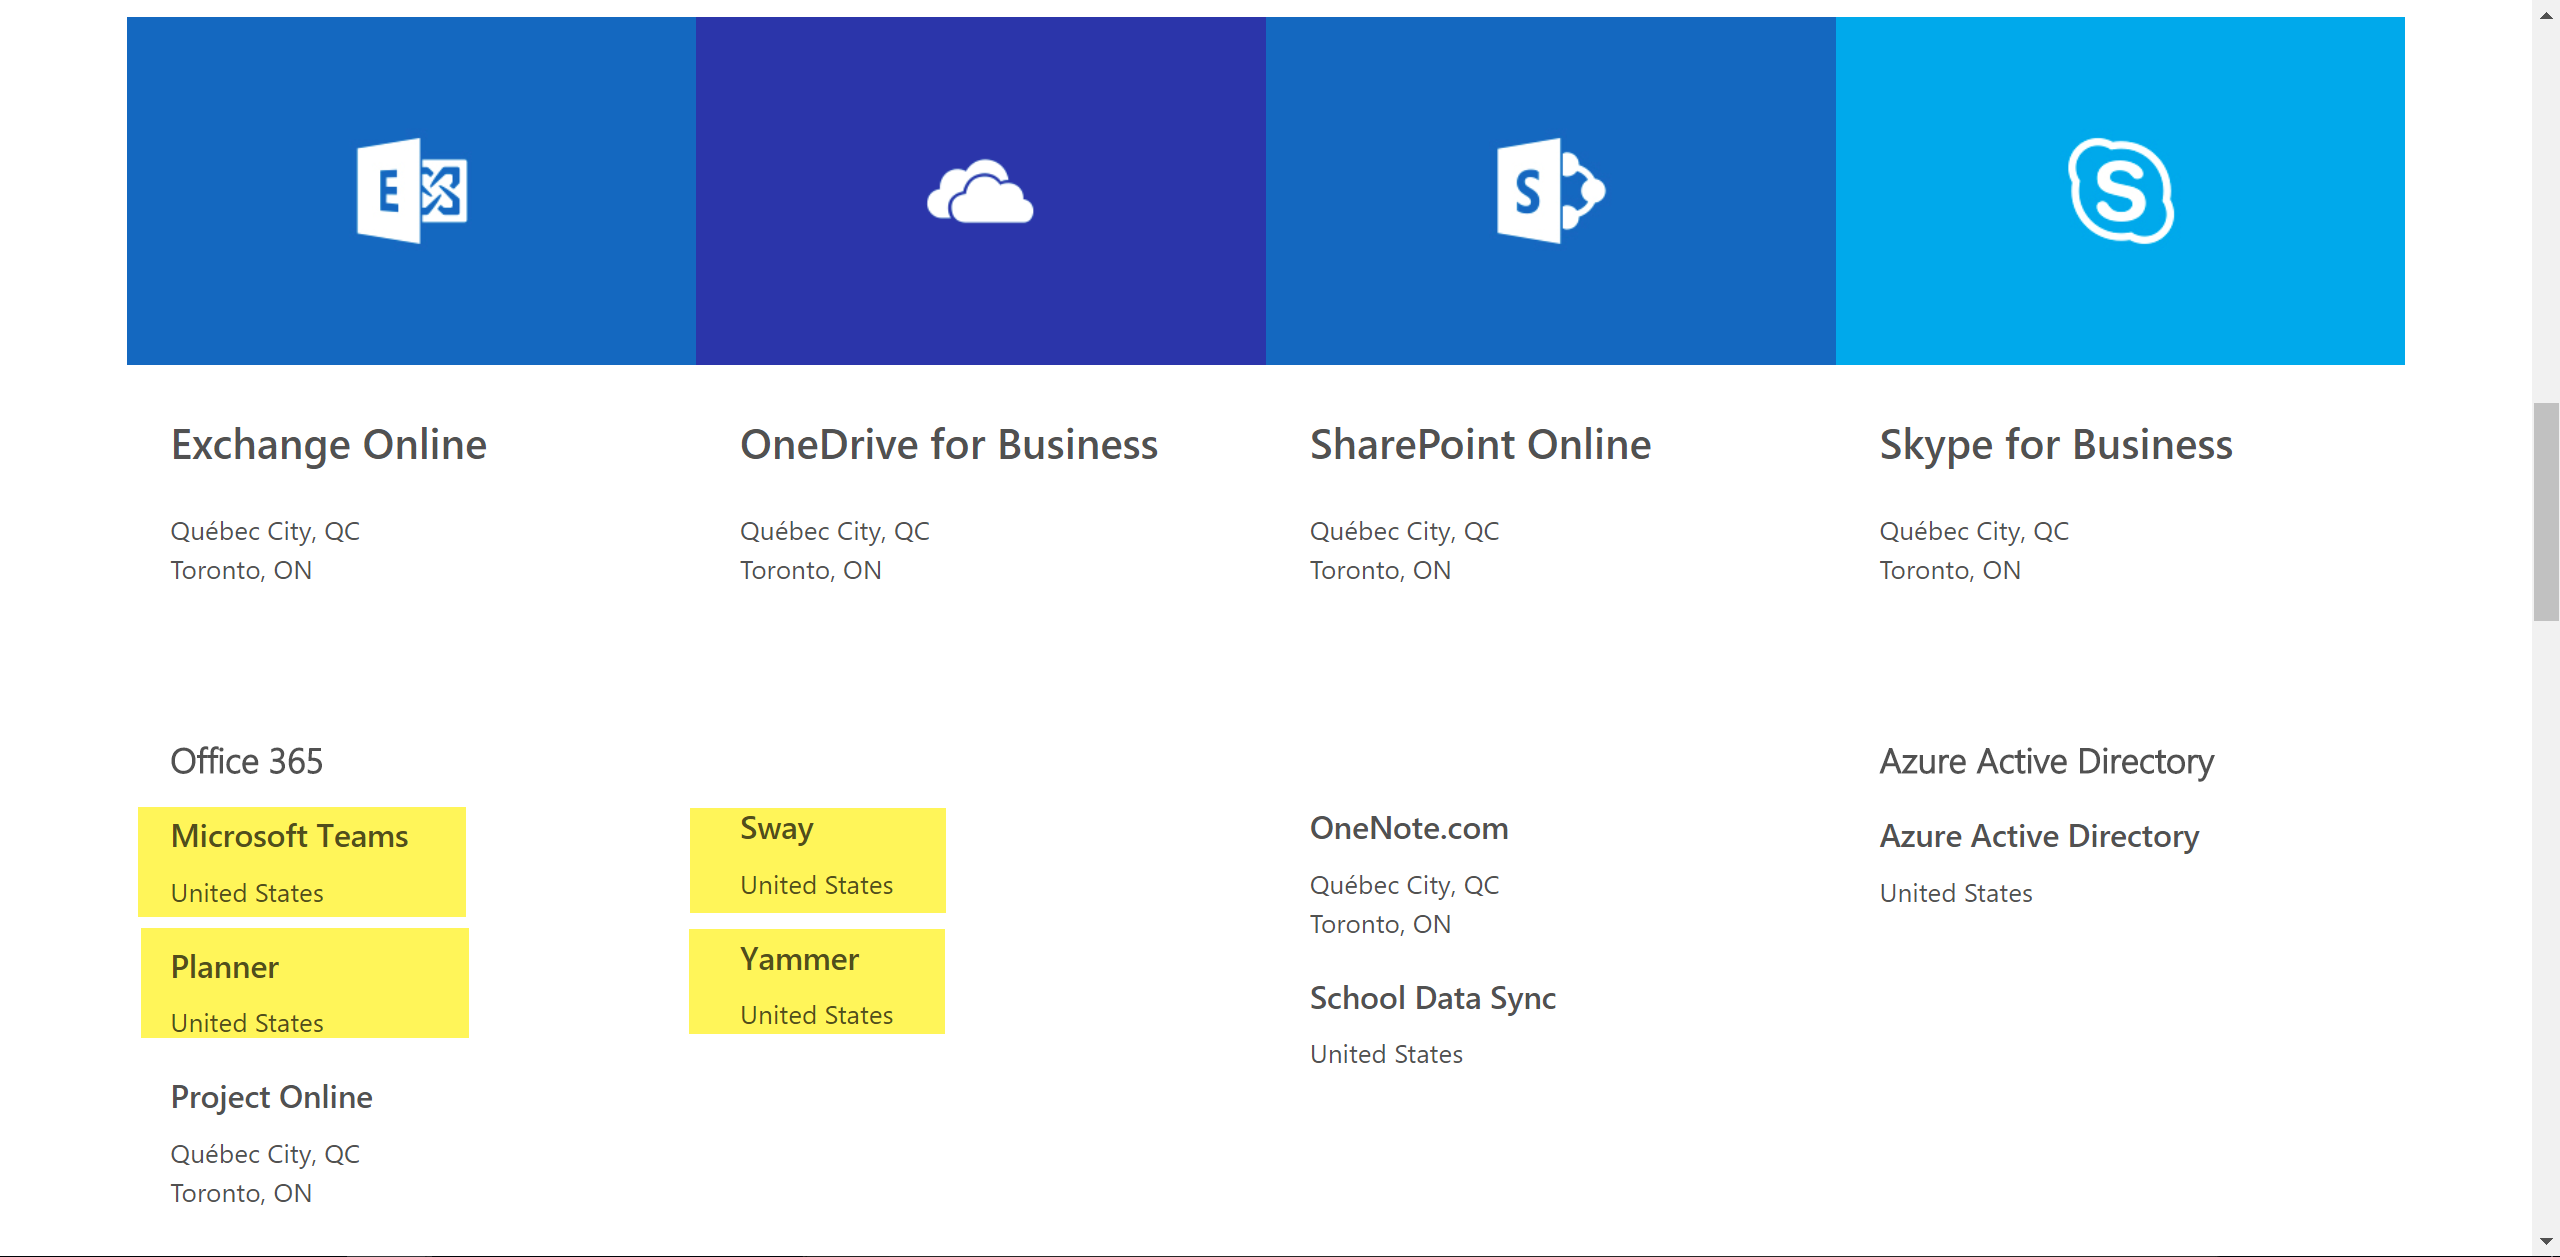 E
S
S
Exchange Online
Québec City, QC
Toronto, ON
OneDrive for Business
Québec City, QC
Toronto, ON
SharePoint Online
Québec City, QC
Toronto, ON
Skype for Business
Québec City, QC
Toronto, ON
Office 365
Microsoft Teams
United States
Planner
United States
Project Online
Québec City, QC
Toronto, ON
Sway
United States
Yammer
United States
OneNote.com
Québec City, QC
Toronto, ON
School Data Sync
United States
Azure Active Directory
Azure Active Directory
United States